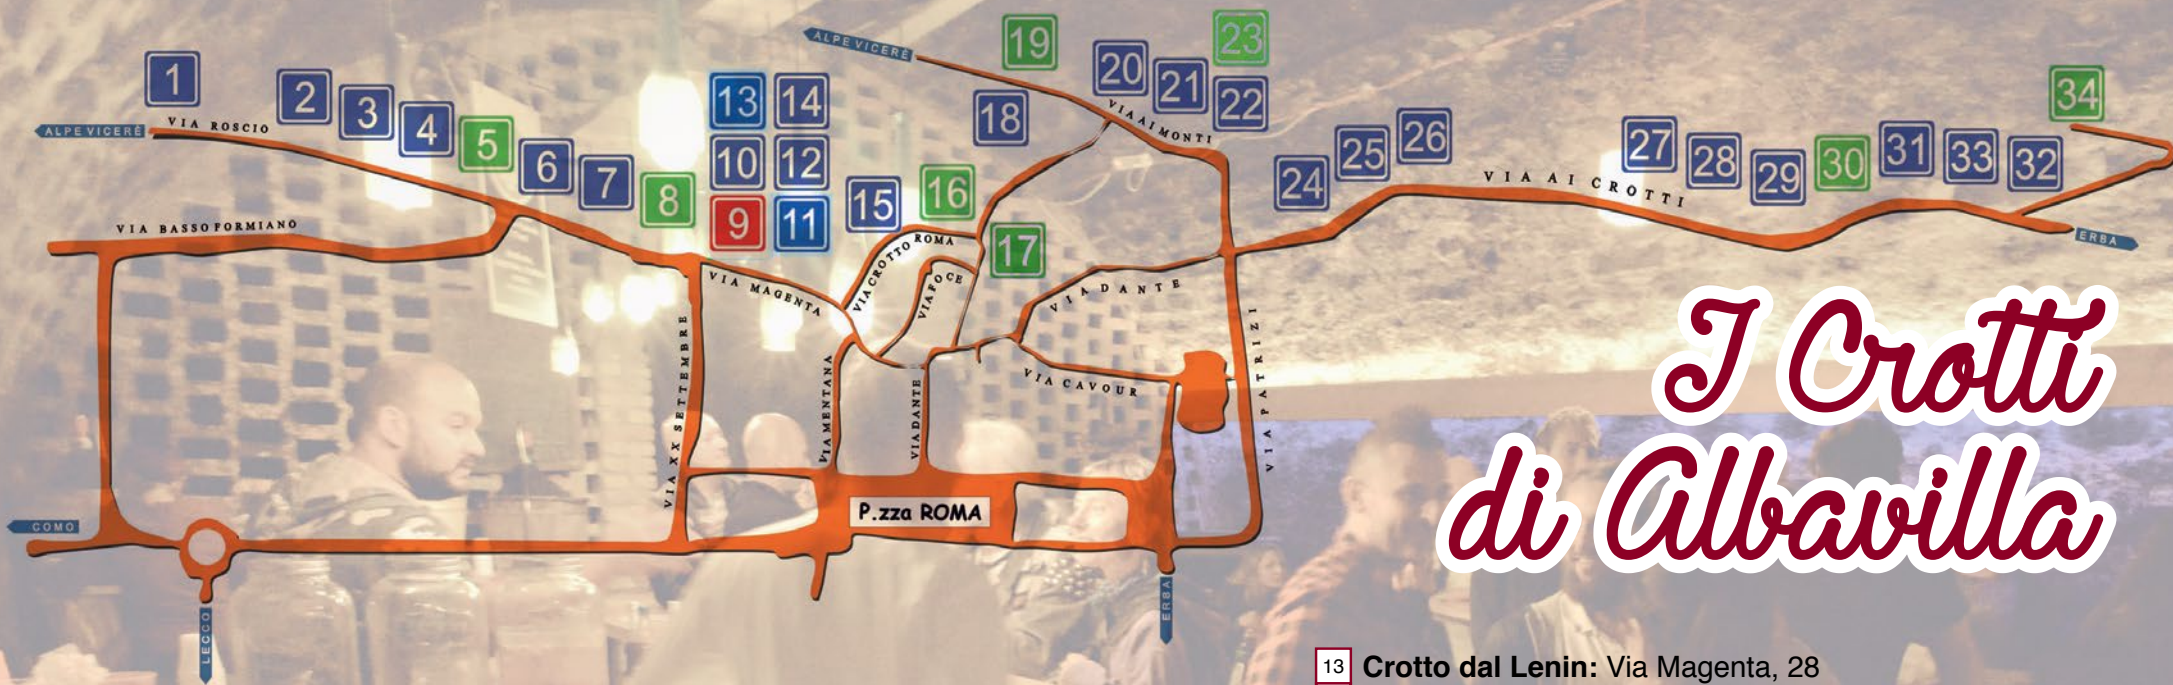 ALPE VICERÈ
19
23
20
21
22
1
2
3
4
5
6
7
8
13
14
10
12
9
11
15
16
17
18
24
25
26
27
28
29
30
31
33
32
34
ALPE VICERÈ
VIA ROSCIO
VIA AI MONTI
VIA AI CROTTI
ERBA
VIA BASSOFORMIANO
VIA MAGENTA
VIA CROTTO ROMA
VIA FOCE
VIA DANTE
VIA XX SETTEMBRE
VIA MENTANA
VIA DANTE
VIA CAVOUR
VIA PATRIZI
I Crotti
di Albavilla
P.zza ROMA
COMO
LECCO
ERBA
13 Crotto dal Lenin: Via Magenta, 28